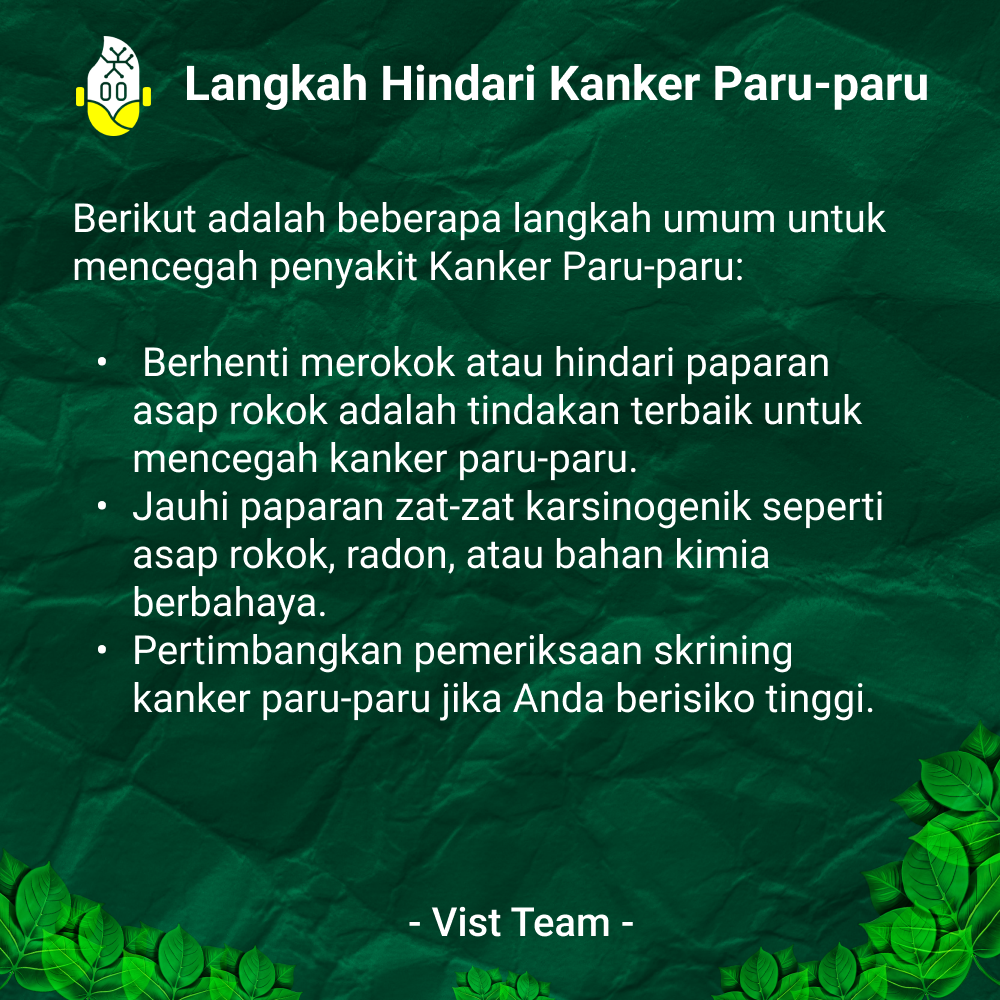 Langkah Hindari Kanker Paru-paru
Berikut adalah beberapa langkah umum untuk
mencegah penyakit Kanker Paru-paru:
• Berhenti merokok atau hindari paparan
asap rokok adalah tindakan terbaik untuk
mencegah kanker paru-paru.
• Jauhi paparan zat-zat karsinogenik seperti
asap rokok, radon, atau bahan kimia
berbahaya.
• Pertimbangkan pemeriksaan skrining
kanker paru-paru jika Anda berisiko tinggi.
- Vist Team -